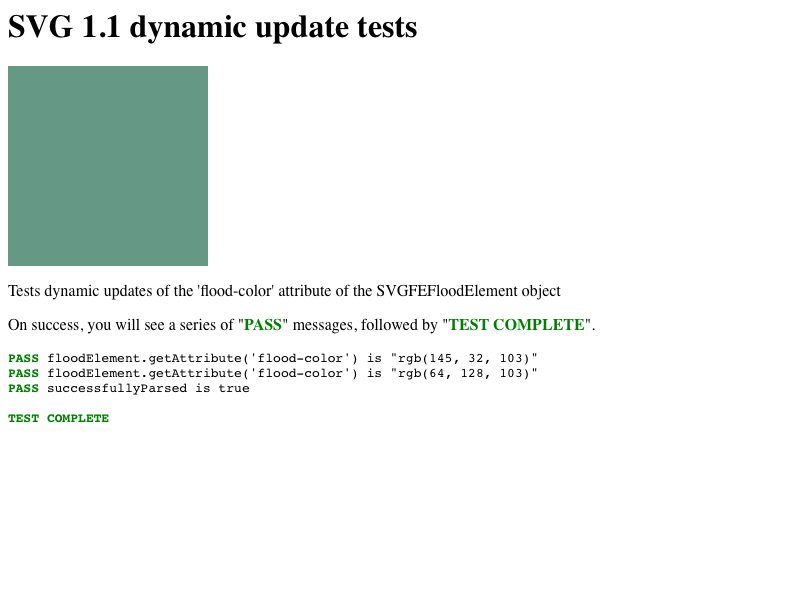 SVG 1.1 dynamic update tests
Tests dynamic updates of the 'flood-color' attribute of the SVGFEFloodElement object
On success, you will see a series of "PASS" messages, followed by "TEST COMPLETE".
PASS floodElement.getAttribute('flood-color') is "rgb(145, 32, 103)"
PASS floodElement.getAttribute('flood-color') is "rgb(64, 128, 103)"
PASS successfullyParsed is true
TEST COMPLETE